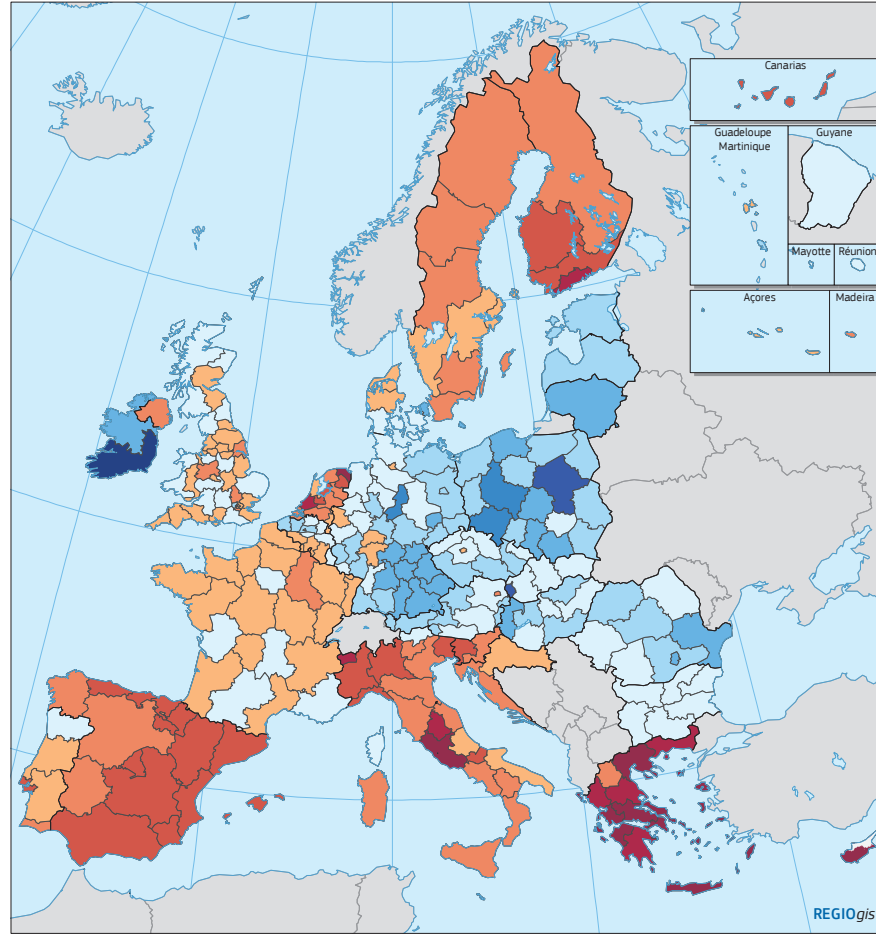 Canarias
Guadeloupe
Martinique
Guyane
Mayotte
Réunion
Açores
Madeira
REGIOgis